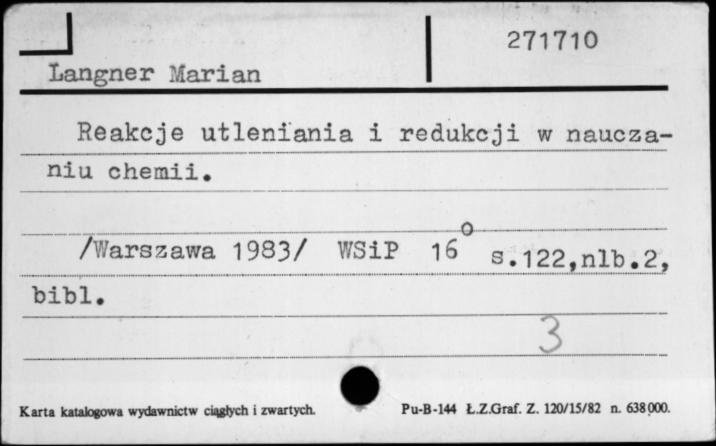 271710
Langner Marian
Reakcje utleniania i redukcji w naucza-
niu chemii.
/Warszawa 1983/ WSiP 16° s.122,nlb.2,
bibl.
3
Karta katalogowa wydawnictw ciągłych i zwartych. Pu-B-144 Ł.Z.Graf. Z. 120/15/82 n. 638000.